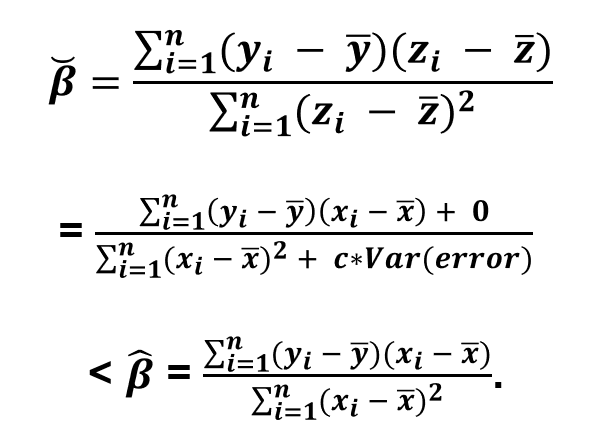 β̆ = ∑ⁿᵢ₌₁(yᵢ − y̅)(zᵢ − z̅) / ∑ⁿᵢ₌₁(zᵢ − z̅)²
= ∑ⁿᵢ₌₁(yᵢ − y̅)(xᵢ − x̅) + 0 / ∑ⁿᵢ₌₁(xᵢ − x̅)² + c*Var(error)
< β̂ = ∑ⁿᵢ₌₁(yᵢ − y̅)(xᵢ − x̅) / ∑ⁿᵢ₌₁(xᵢ − x̅)².